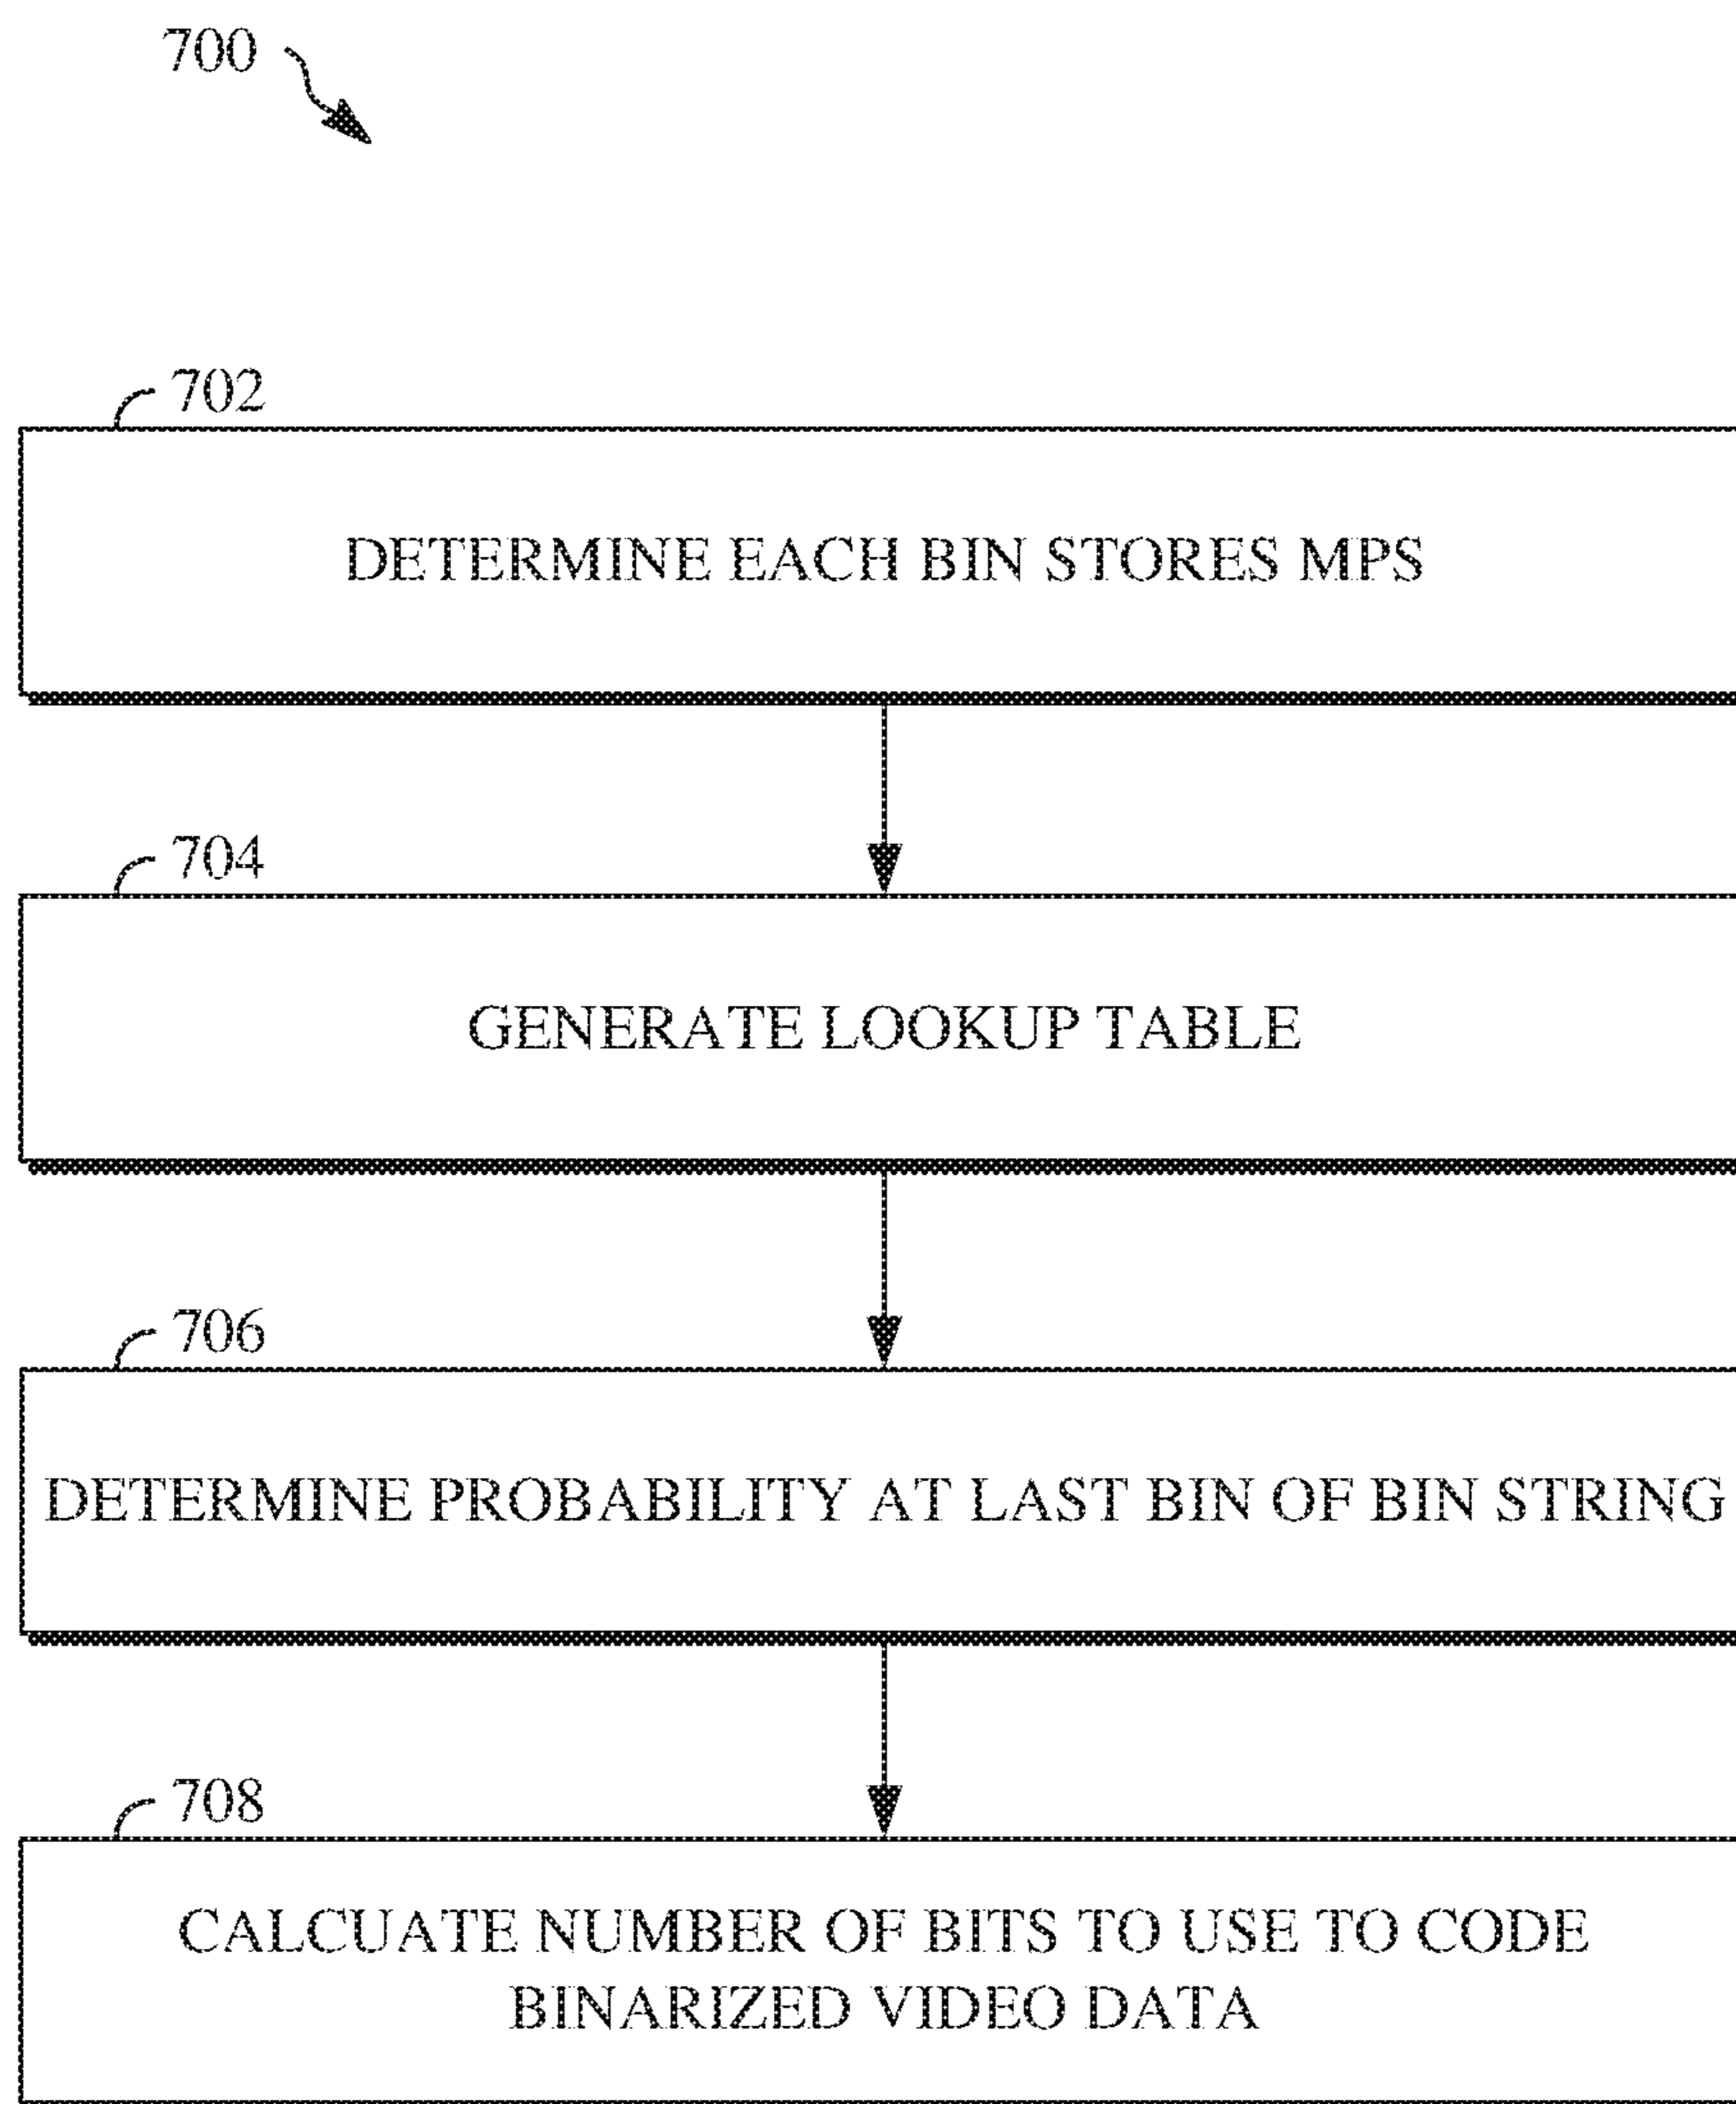 700
702
DETERMINE EACH BIN STORES MPS
704
GENERATE LOOKUP TABLE
706
DETERMINE PROBABILITY AT LAST BIN OF BIN STRING
708
CALCUATE NUMBER OF BITS TO USE TO CODE
BINARIZED VIDEO DATA